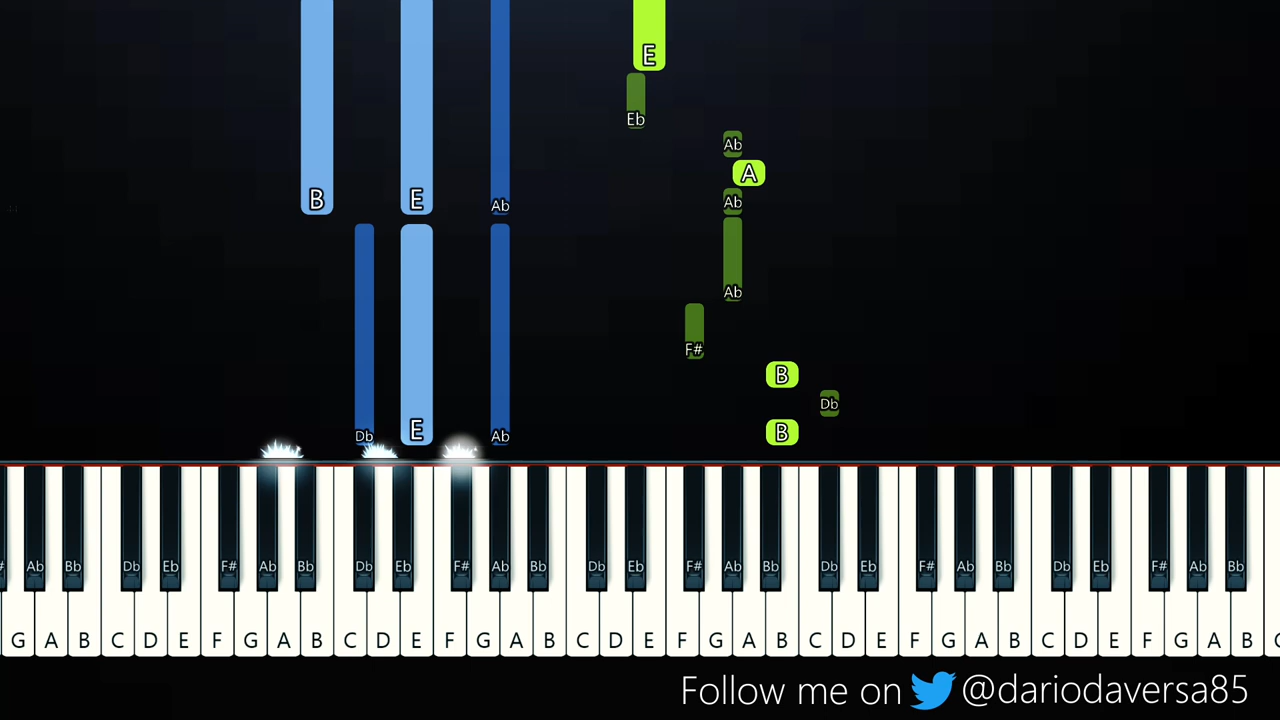 E
Eb
Ab
A
B E Ab Ab
Ab
F#
B
Db
Db E Ab B
# Ab Bb Db Eb F# Ab Bb Db Eb F# Ab Bb Db Eb F# Ab Bb Db Eb F# Ab Bb Db Eb F# Ab Bb
G A B C D E F G A B C D E F G A B C D E F G A B C D E F G A B C D E F G A B
Follow me on @dariodaversa85